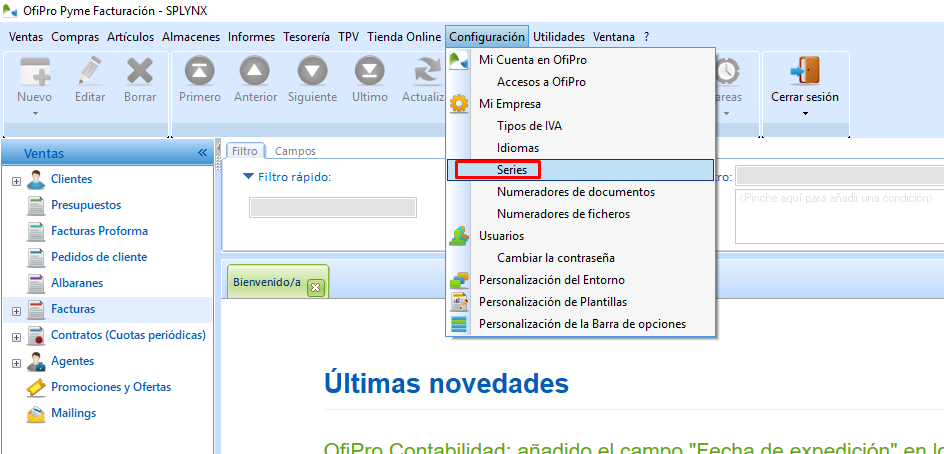 OfiPro Pyme Facturación - SPLYNX
Ventas Compras Artículos Almacenes Informes Tesorería TPV Tienda Online Configuración Utilidades Ventana ?
Nuevo Editar Borrar Primero Anterior Siguiente Ultimo Cerrar sesión
Mi Cuenta en OfiPro
Accesos a OfiPro
Mi Empresa
Tipos de IVA
Idiomas
Series
Numeradores de documentos
Numeradores de ficheros
Usuarios
Cambiar la contraseña
Personalización del Entorno
Personalización de Plantillas
Personalización de la Barra de opciones
Ventas «
Clientes
Presupuestos
Facturas Proforma
Pedidos de cliente
Albaranes
Facturas
Contratos (Cuotas periódicas)
Agentes
Promociones y Ofertas
Mailings
Filtro Campos
Filtro rápido:
<Pinche aquí para añadir una condición>
Bienvenido/a
Últimas novedades
OfiPro Contabilidad: añadido el campo "Fecha de expedición" en